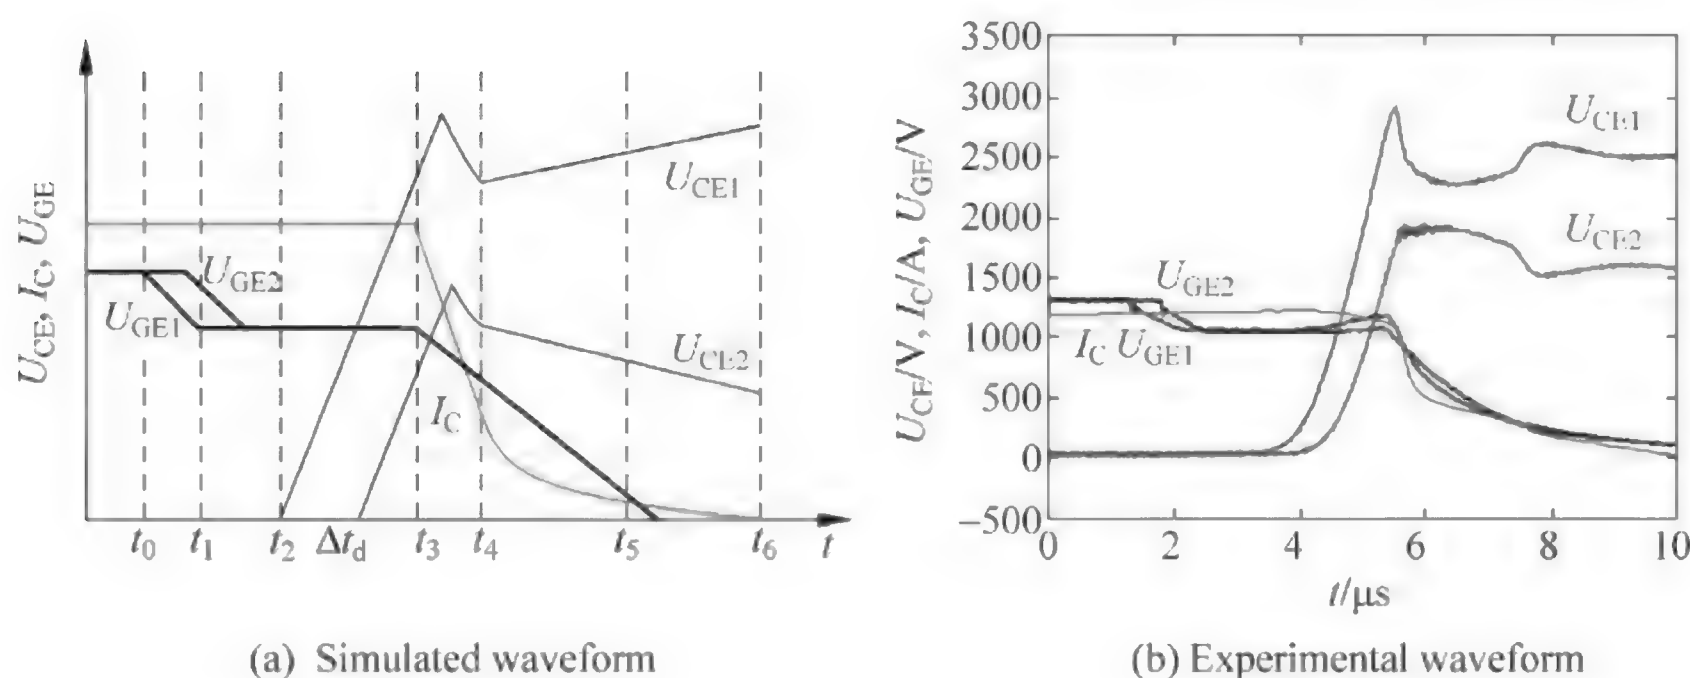 U_CE, I_C, U_GE
U_CE1
U_GE2
U_GE1
U_CE2
I_C
t_0 t_1 t_2 Δt_d t_3 t_4 t_5 t_6 t
(a) Simulated waveform
U_CE/V, I_C/A, U_GE/V
3500
3000
2500
2000
1500
1000
500
0
−500
U_CE1
U_CE2
U_GE2
I_C U_GE1
0 2 4 6 8 10
t/μs
(b) Experimental waveform